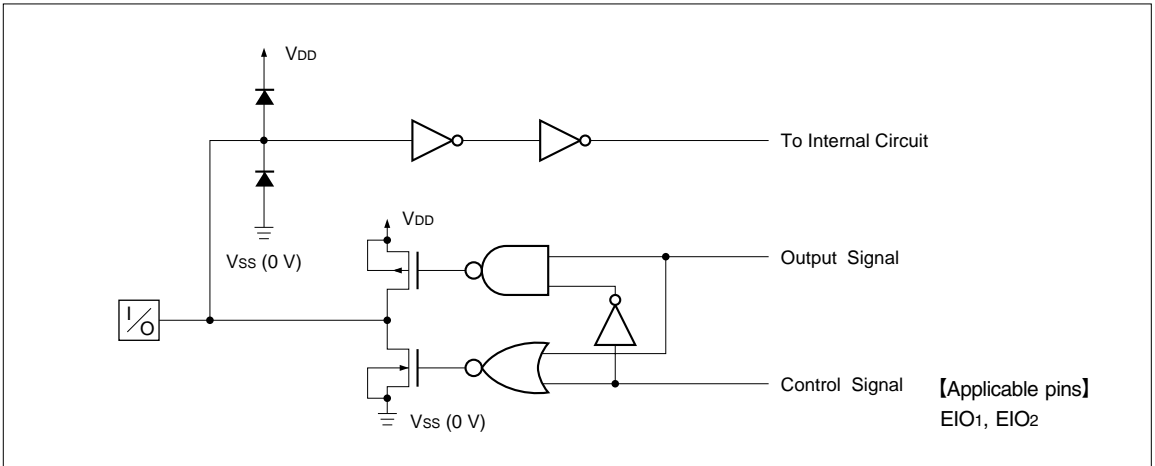 VDD
To Internal Circuit
VDD
Output Signal
VSS (0 V)
I/O
Control Signal 【Applicable pins】
VSS (0 V)
EIO1, EIO2